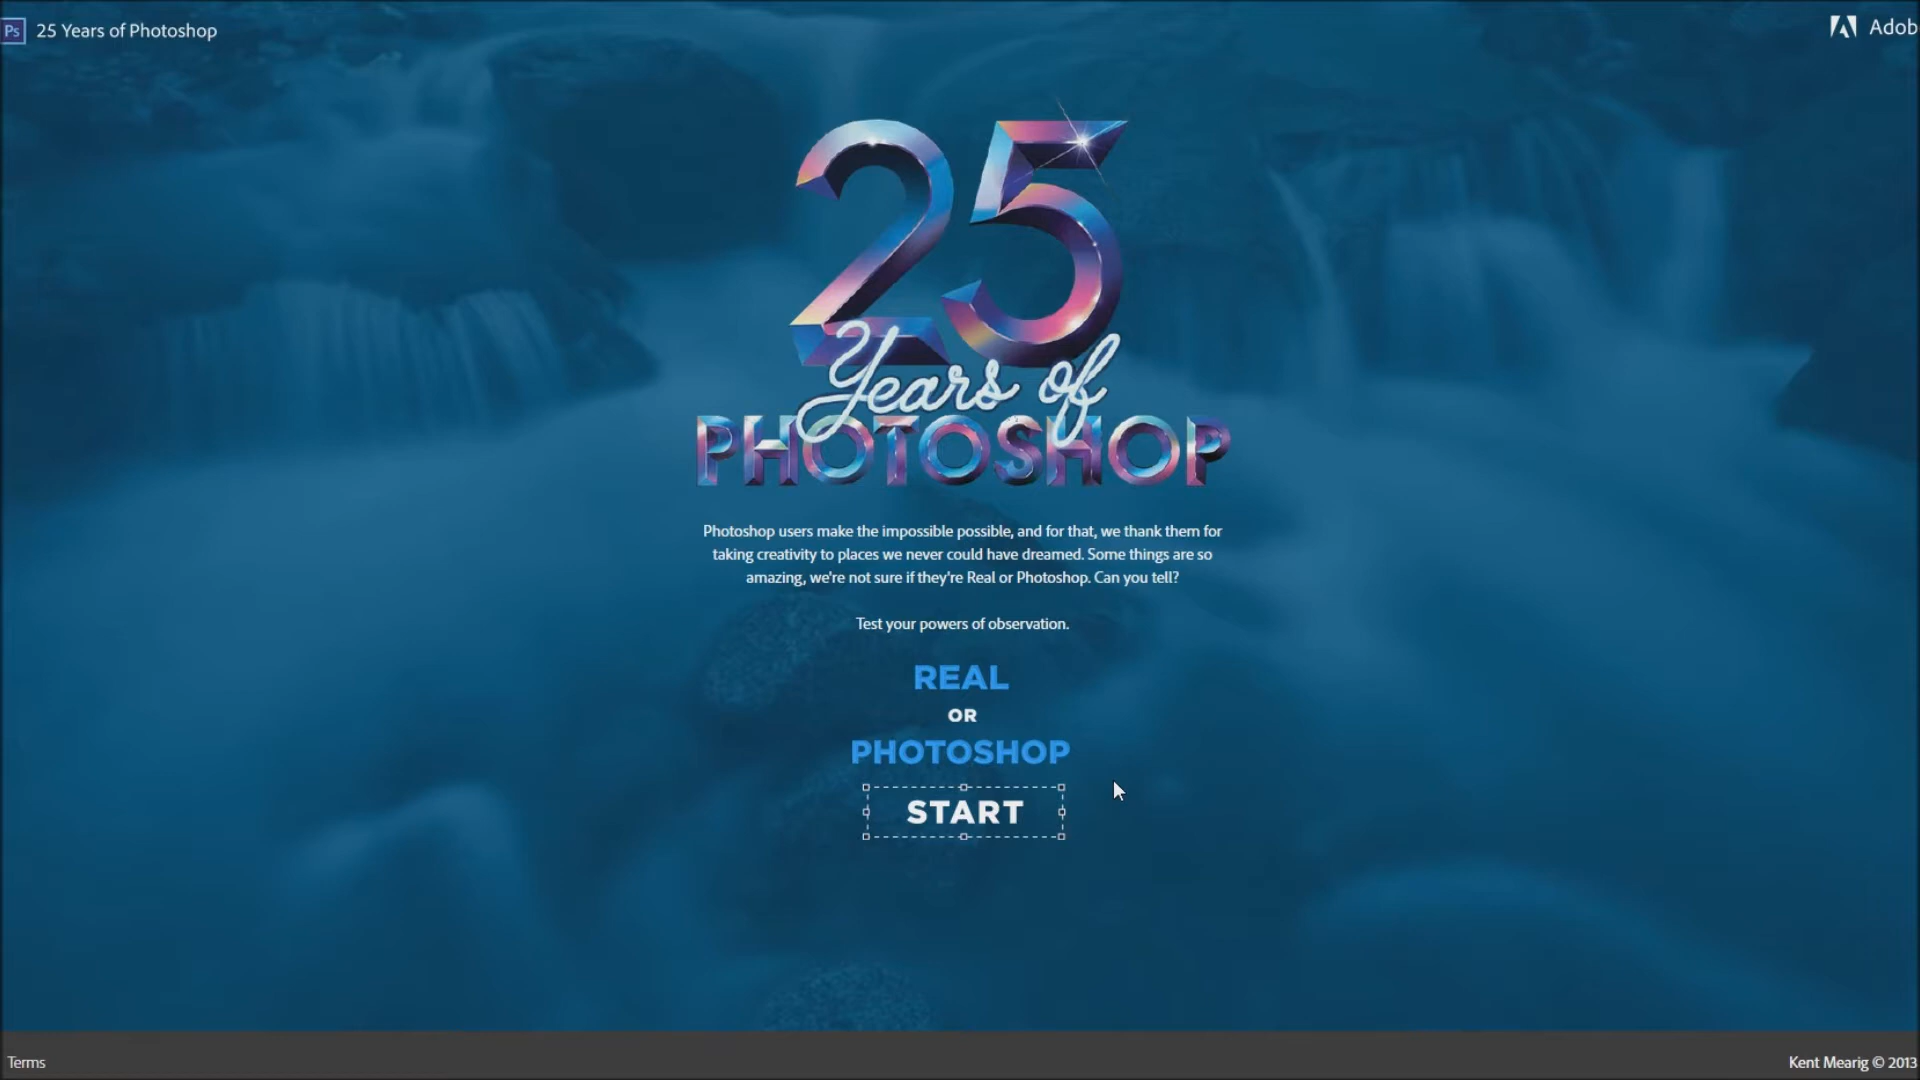 Ps 25 Years of Photoshop
Adob
25
Years of
PHOTOSHOP
Photoshop users make the impossible possible, and for that, we thank them for
taking creativity to places we never could have dreamed. Some things are so
amazing, we're not sure if they're Real or Photoshop. Can you tell?
Test your powers of observation.
REAL
OR
PHOTOSHOP
START
Terms
Kent Mearig © 2013